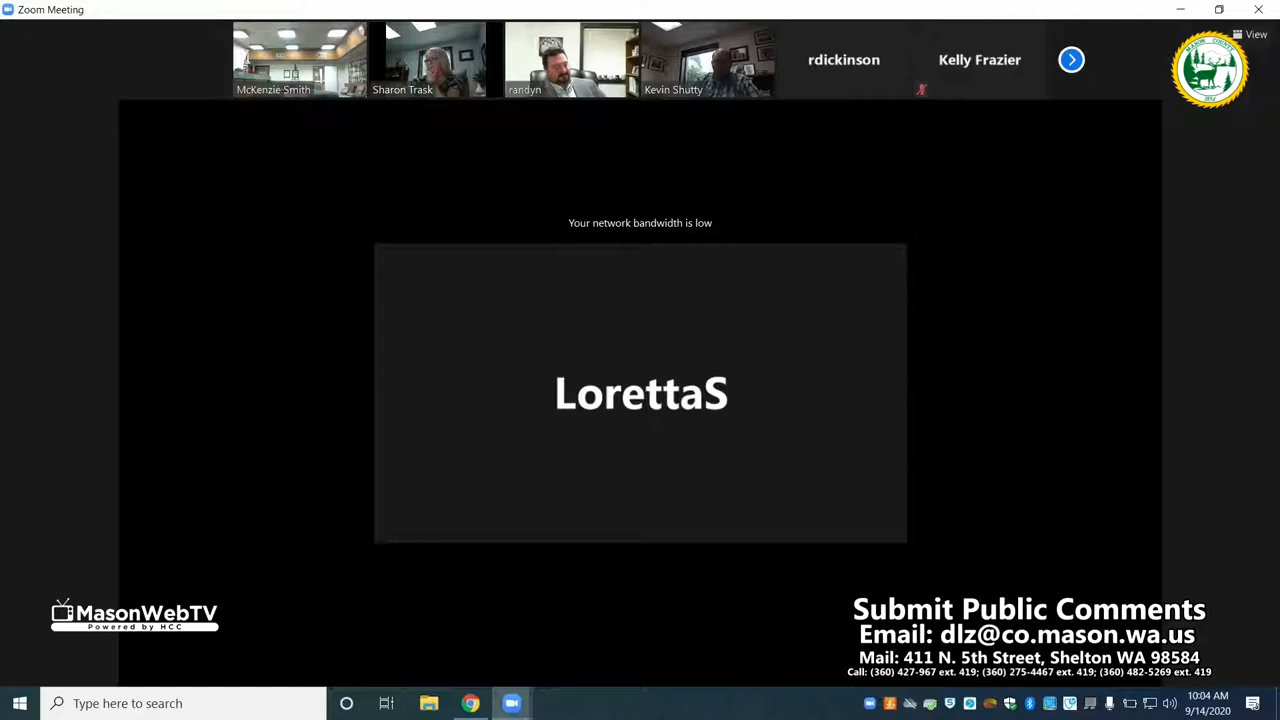 Zoom Meeting
View
McKenzie Smith
Sharon Trask
randyn
Kevin Shutty
rdickinson
Kelly Frazier
MASON COUNTY
Your network bandwidth is low
LorettaS
MasonWebTV
Powered by HCC
Submit Public Comments
Email: dlz@co.mason.wa.us
Mail: 411 N. 5th Street, Shelton WA 98584
Call: (360) 427-967 ext. 419; (360) 275-4467 ext. 419; (360) 482-5269 ext. 419
Type here to search
10:04 AM
9/14/2020